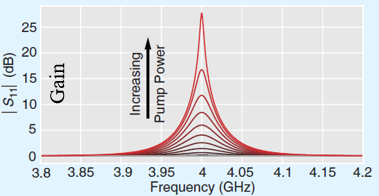 |S₁₁| (dB)
Gain
25
20
15
10
5
0
Increasing
Pump Power
3.8 3.85 3.9 3.95 4 4.05 4.1 4.15 4.2
Frequency (GHz)